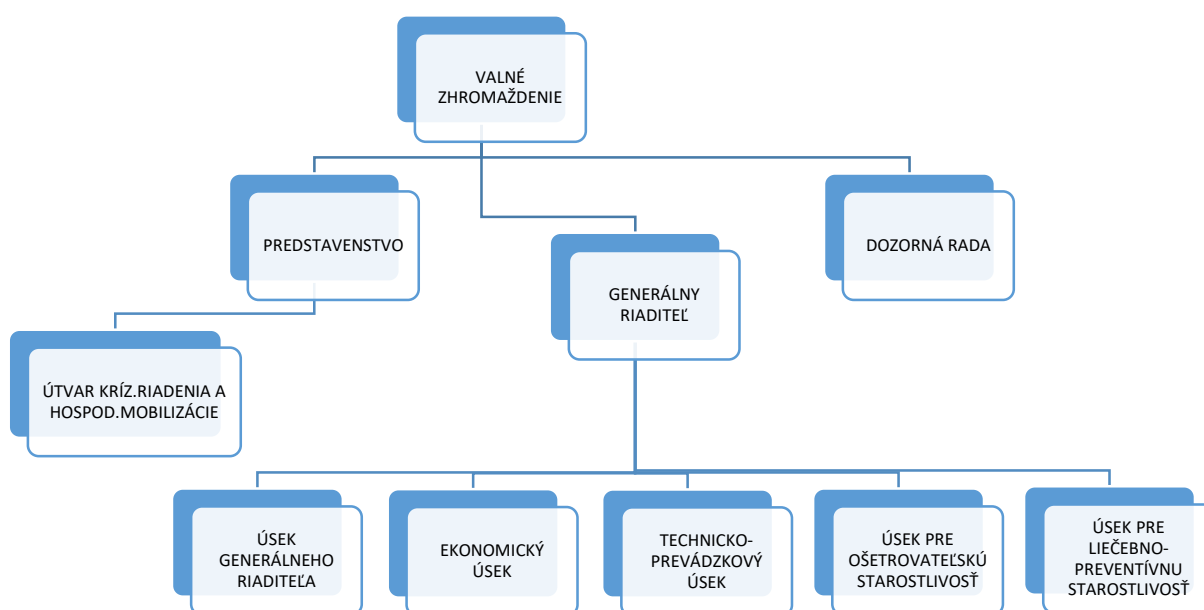 VALNÉ
ZHROMAŽDENIE
PREDSTAVENSTVO
GENERÁLNY
RIADITEĽ
DOZORNÁ RADA
ÚTVAR KRÍZ.RIADENIA A
HOSPOD.MOBILIZÁCIE
ÚSEK
GENERÁLNEHO
RIADITEĽA
EKONOMICKÝ
ÚSEK
TECHNICKO-
PREVÁDZKOVÝ
ÚSEK
ÚSEK PRE
OŠETROVATEĽSKÚ
STAROSTLIVOSŤ
ÚSEK PRE
LIEČEBNO-
PREVENTÍVNU
STAROSTLIVOSŤ